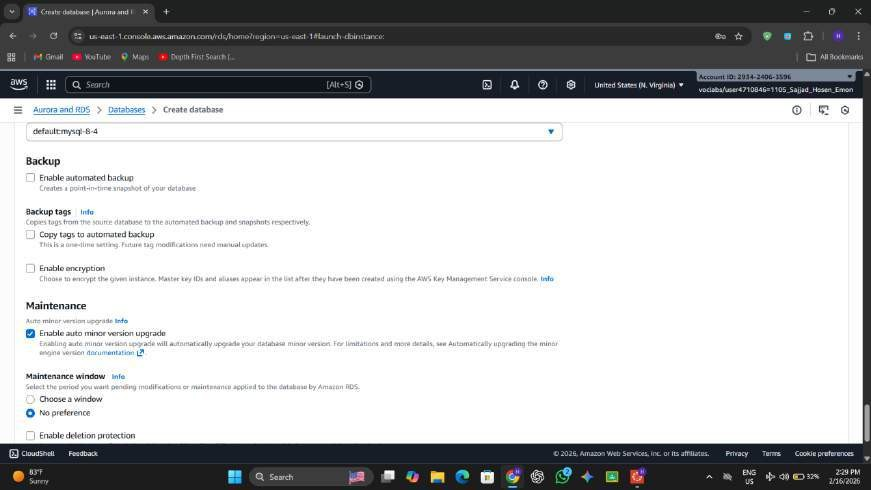 Create database | Aurora and R
us-east-1.console.aws.amazon.com/rds/home?region=us-east-1#launch-dbinstance:
Gmail YouTube Maps Depth First Search (... All Bookmarks
aws Search [Alt+S] United States (N. Virginia) Account ID: 2934-2406-3596
voclabs/user4710846=1105_Sajjad_Hosen_Emon
Aurora and RDS > Databases > Create database
default:mysql-8-4
Backup
Enable automated backup
Creates a point-in-time snapshot of your database
Backup tags Info
Copies tags from the source database to the automated backup and snapshots respectively.
Copy tags to automated backup
This is a one-time setting. Future tag modifications need manual updates.
Enable encryption
Choose to encrypt the given instance. Master key IDs and aliases appear in the list after they have been created using the AWS Key Management Service console. Info
Maintenance
Auto minor version upgrade Info
Enable auto minor version upgrade
Enabling auto minor version upgrade will automatically upgrade your database minor version. For limitations and more details, see Automatically upgrading the minor
engine version documentation
Maintenance window Info
Select the period you want pending modifications or maintenance applied to the database by Amazon RDS.
Choose a window
No preference
Enable deletion protection
CloudShell Feedback © 2026, Amazon Web Services, Inc. or its affiliates. Privacy Terms Cookie preferences
83°F
Sunny
Search
2
ENG
US
32%
2:29 PM
2/16/2026